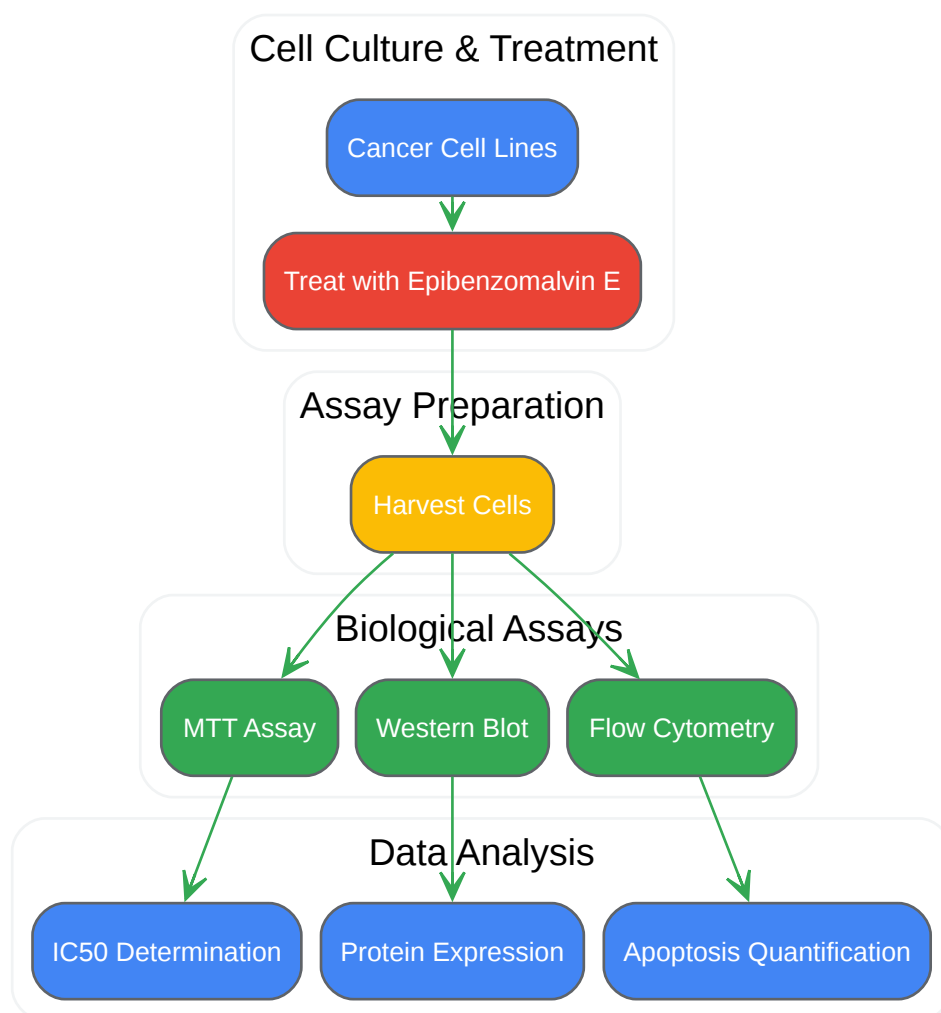 Cell Culture & Treatment
Cancer Cell Lines
Treat with Epibenzomalvin E
Assay Preparation
Harvest Cells
Biological Assays
MTT Assay
Western Blot
Flow Cytometry
Data Analysis
IC50 Determination
Protein Expression
Apoptosis Quantification